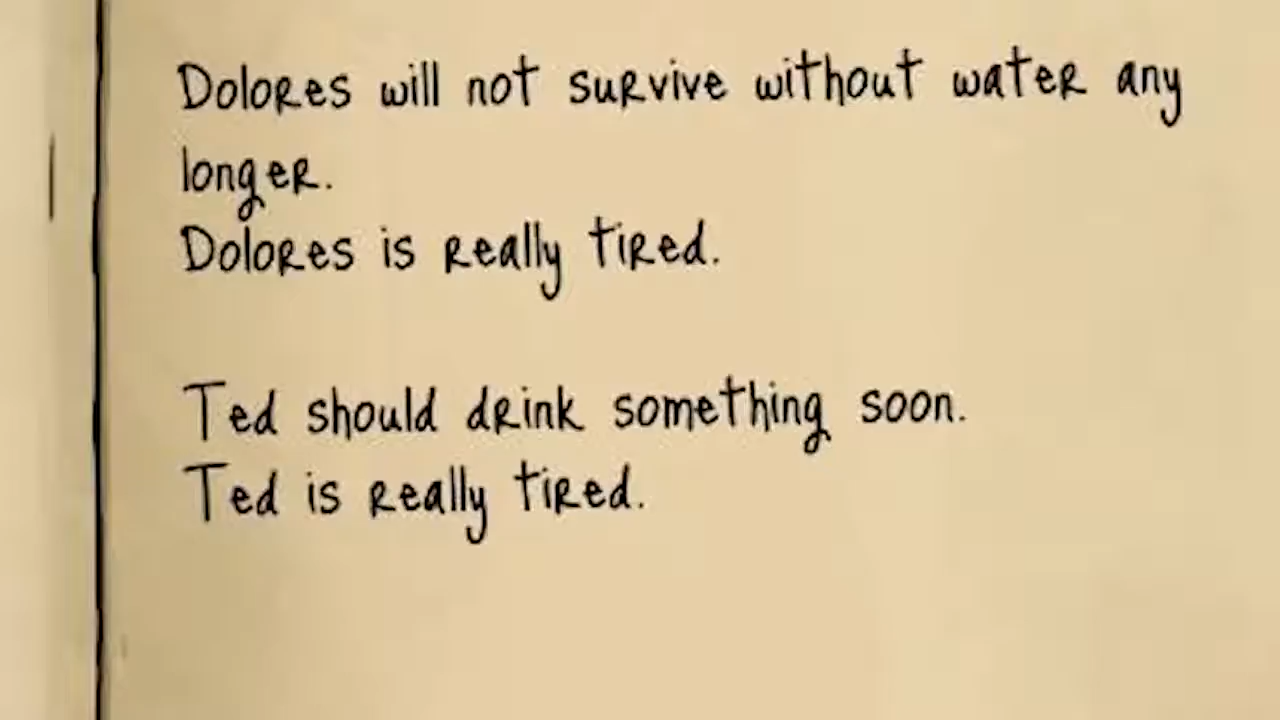 Dolores will not survive without water any
longer.
Dolores is really tired.
Ted should drink something soon.
Ted is really tired.